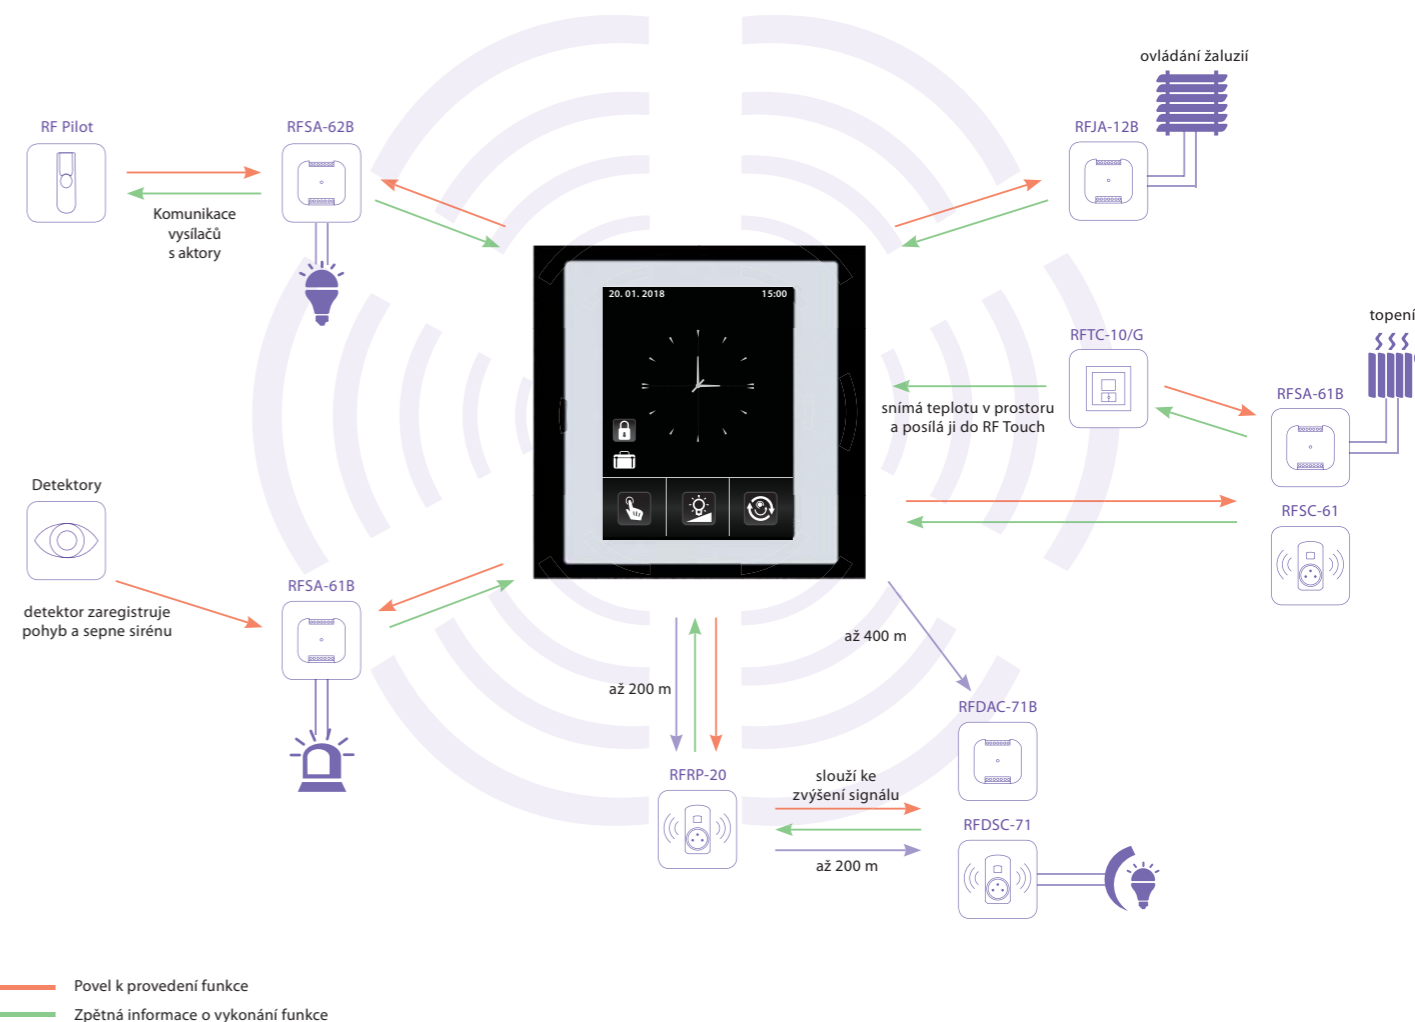 ovládání žaluzií
RF Pilot
RFSA-62B
RFJA-12B
Komunikace
vysílačů
s aktory
20. 01. 2018
15:00
topení
RFTC-10/G
snímá teplotu v prostoru
a posílá ji do RF Touch
RFSA-61B
Detektory
RFSC-61
detektor zaregistruje
pohyb a sepne sirénu
RFSA-61B
až 400 m
až 200 m
RFDAC-71B
RFRP-20
slouží ke
zvýšení signálu
RFDSC-71
až 200 m
Povel k provedení funkce
Zpětná informace o vykonání funkce